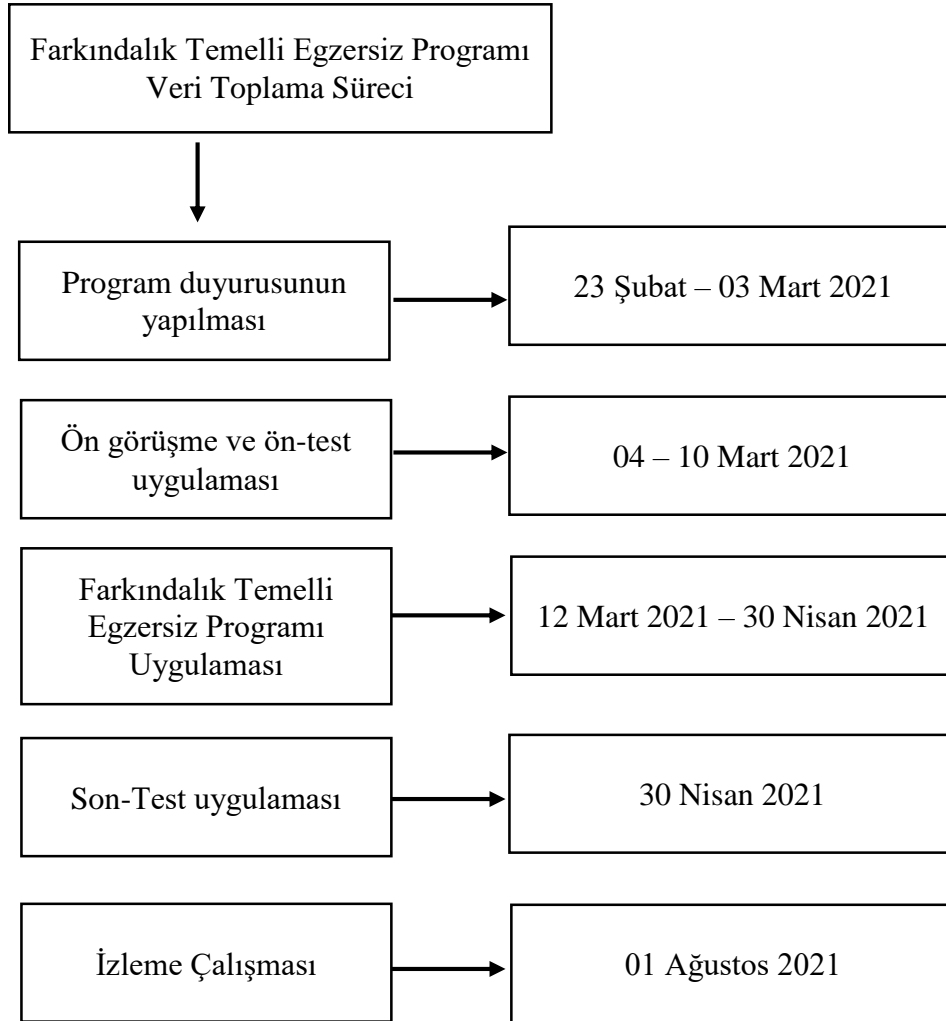 Farkındalık Temelli Egzersiz Programı
Veri Toplama Süreci
Program duyurusunun
yapılması
23 Şubat – 03 Mart 2021
Ön görüşme ve ön-test
uygulaması
04 – 10 Mart 2021
Farkındalık Temelli
Egzersiz Programı
Uygulaması
12 Mart 2021 – 30 Nisan 2021
Son-Test uygulaması
30 Nisan 2021
İzleme Çalışması
01 Ağustos 2021